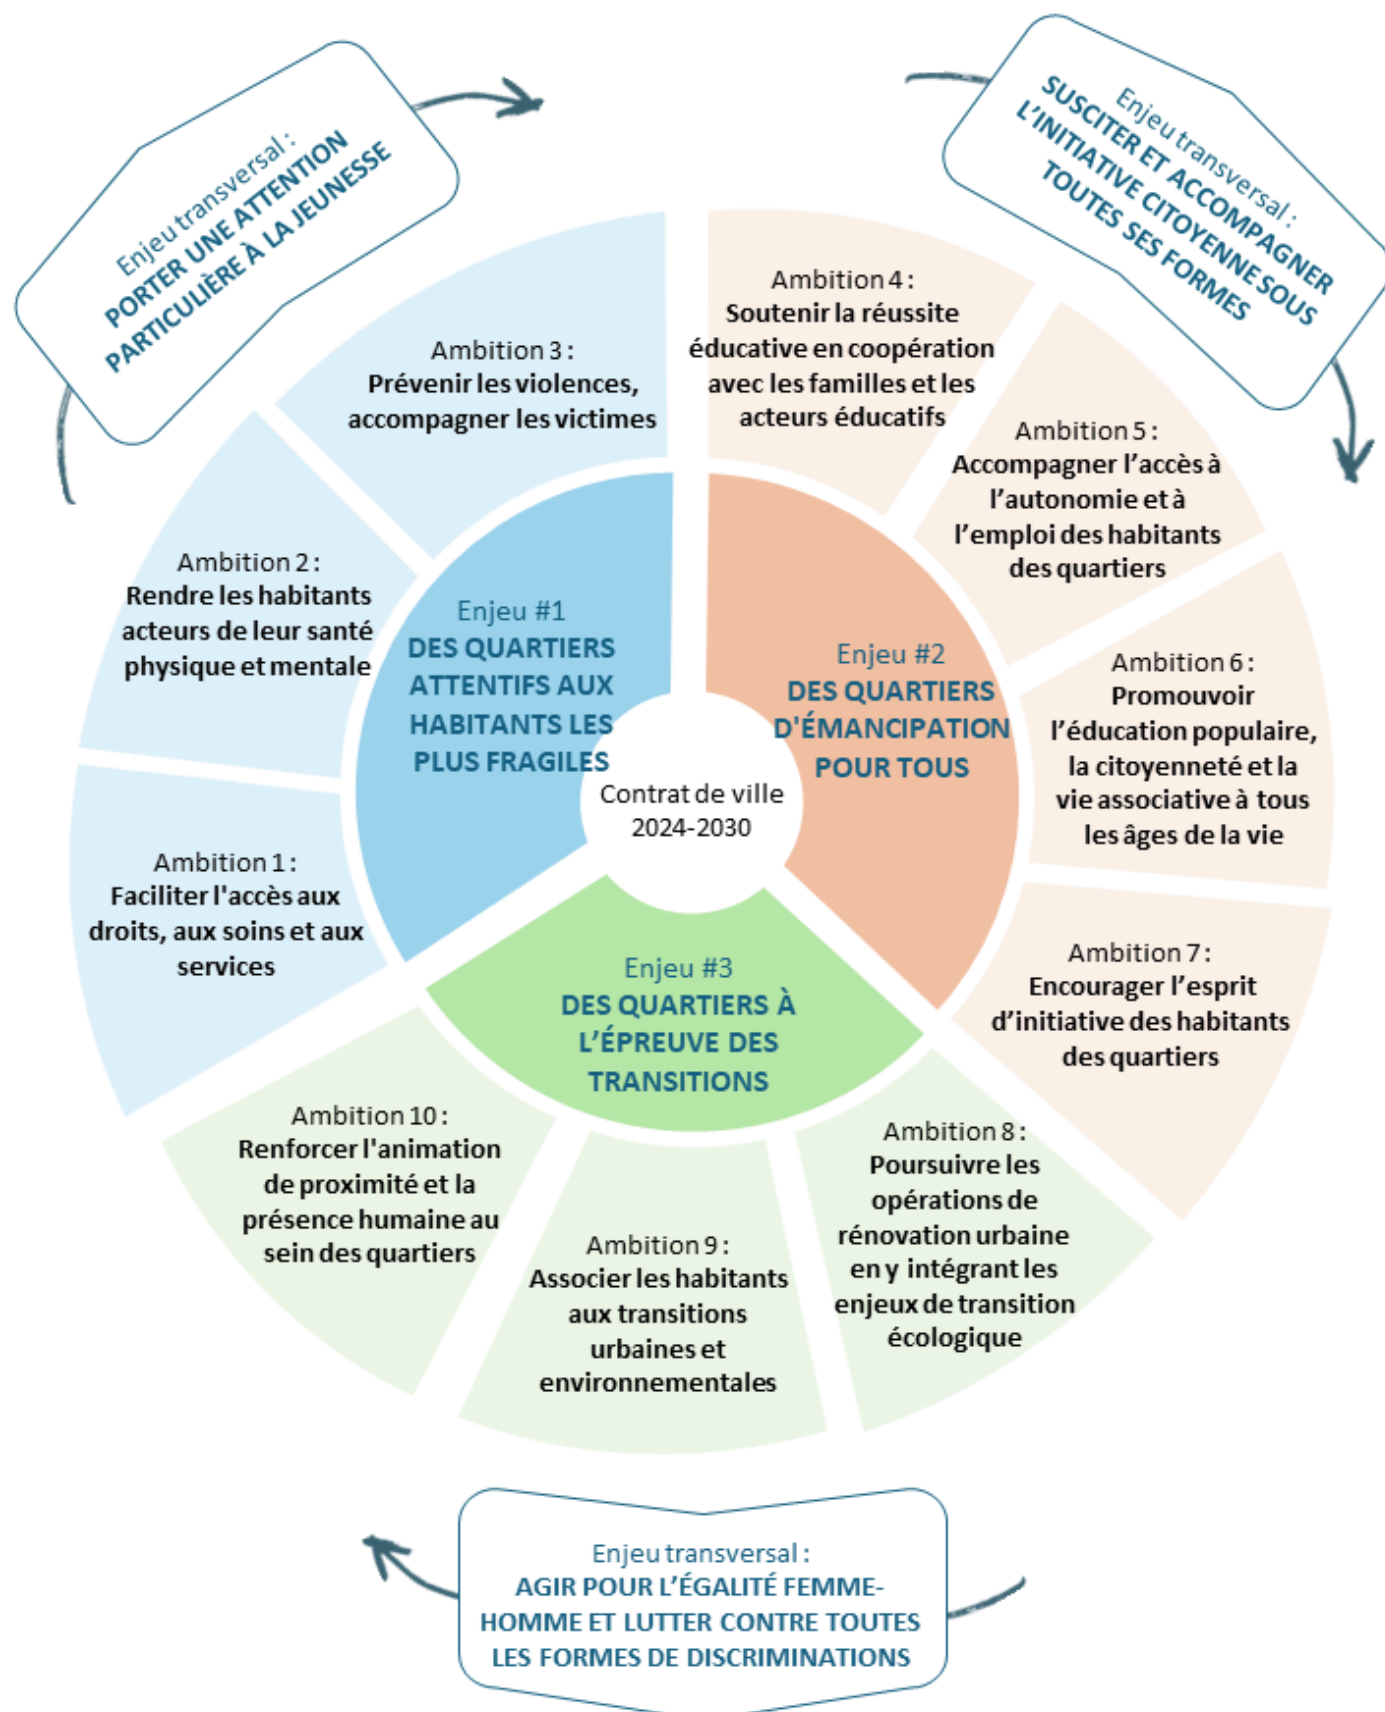 Enjeu transversal :
PORTER UNE ATTENTION
PARTICULIÈRE À LA JEUNESSE
Enjeu transversal :
SUSCITER ET ACCOMPAGNER
L’INITIATIVE CITOYENNE SOUS
TOUTES SES FORMES
Ambition 3 :
Prévenir les violences,
accompagner les victimes
Ambition 4 :
Soutenir la réussite
éducative en coopération
avec les familles et les
acteurs éducatifs
Ambition 5 :
Accompagner l’accès à
l’autonomie et à
l’emploi des habitants
des quartiers
Ambition 2 :
Rendre les habitants
acteurs de leur santé
physique et mentale
Enjeu #1
DES QUARTIERS
ATTENTIFS AUX
HABITANTS LES
PLUS FRAGILES
Enjeu #2
DES QUARTIERS
D'ÉMANCIPATION
POUR TOUS
Ambition 6 :
Promouvoir
l’éducation populaire,
la citoyenneté et la
vie associative à tous
les âges de la vie
Contrat de ville
2024-2030
Ambition 1 :
Faciliter l'accès aux
droits, aux soins et aux
services
Enjeu #3
DES QUARTIERS À
L’ÉPREUVE DES
TRANSITIONS
Ambition 7 :
Encourager l’esprit
d’initiative des habitants
des quartiers
Ambition 10 :
Renforcer l'animation
de proximité et la
présence humaine au
sein des quartiers
Ambition 9 :
Associer les habitants
aux transitions
urbaines et
environnementales
Ambition 8 :
Poursuivre les
opérations de
rénovation urbaine
en y intégrant les
enjeux de transition
écologique
Enjeu transversal :
AGIR POUR L’ÉGALITÉ FEMME-
HOMME ET LUTTER CONTRE TOUTES
LES FORMES DE DISCRIMINATIONS